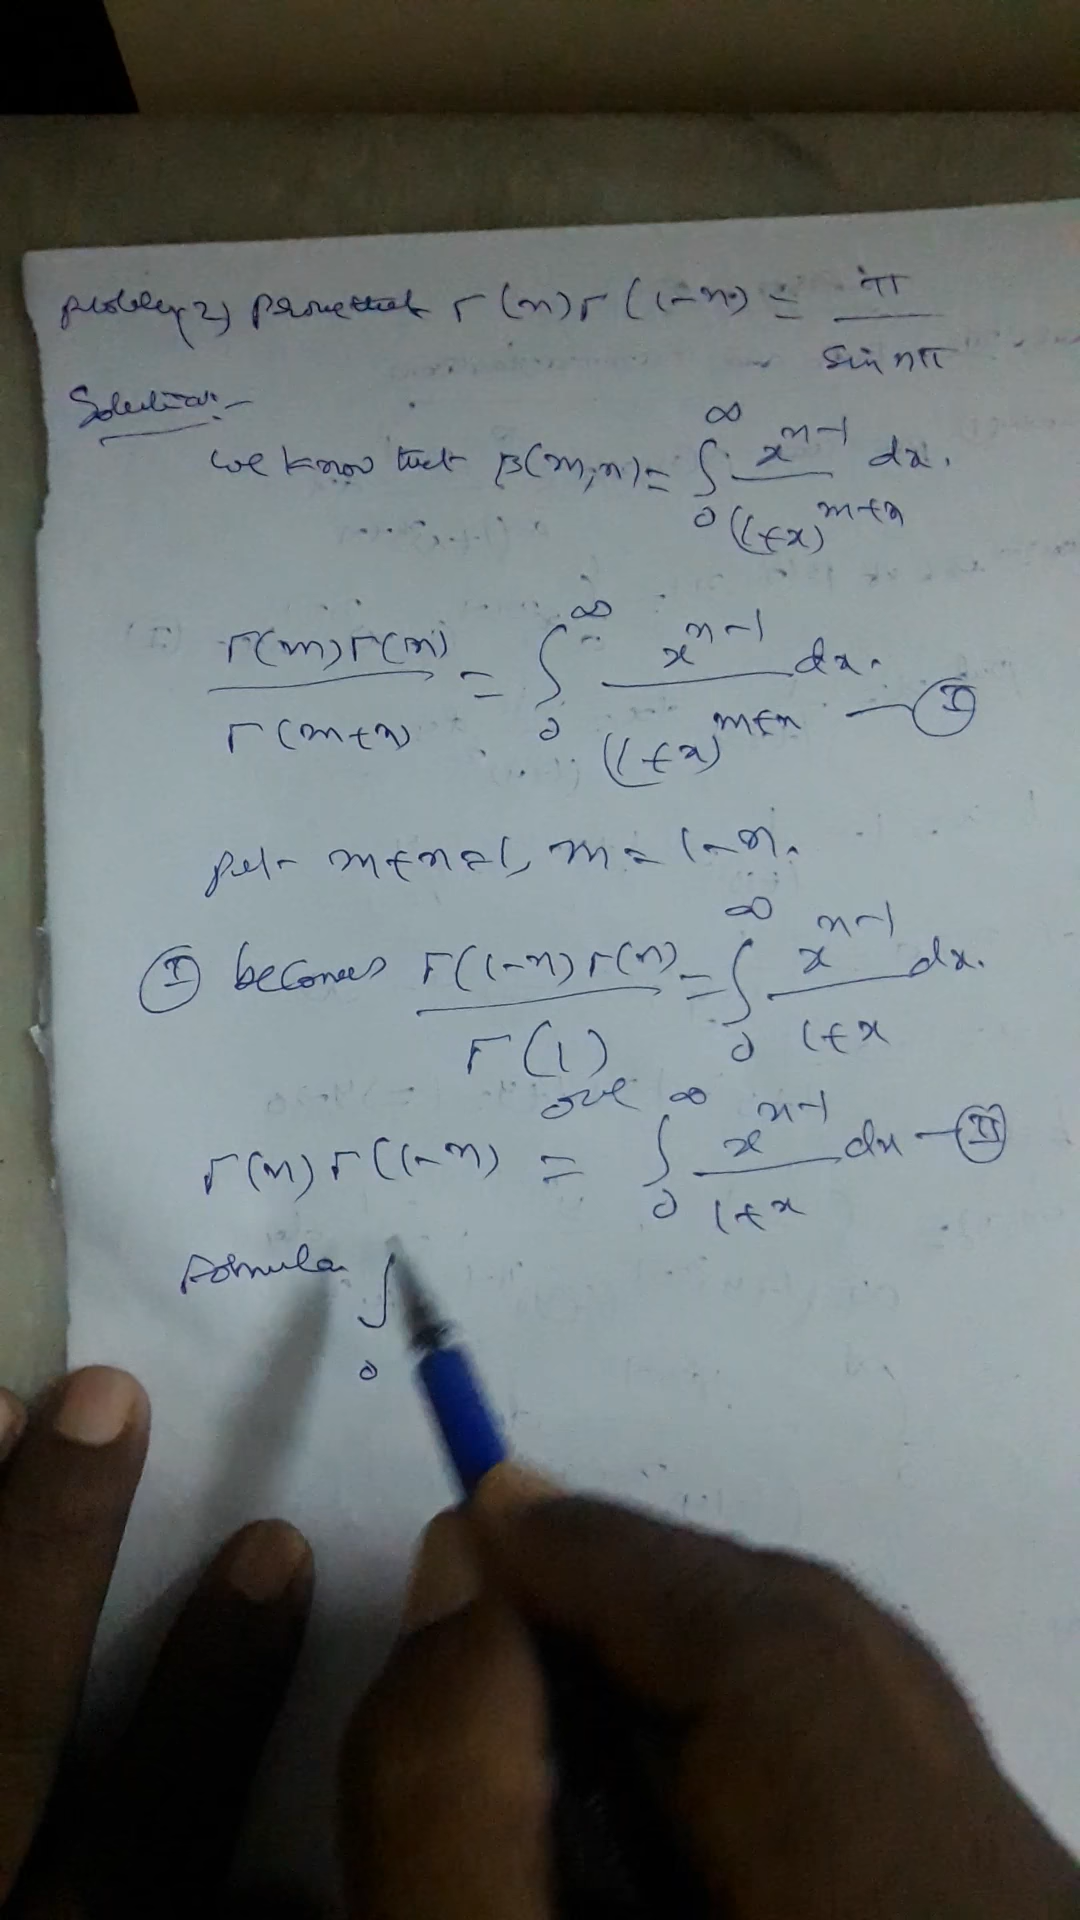 problem 2) Prove that Γ(n)Γ(1-n) = π / sin nπ
Solution:-
we know that β(m,n) = ∫₀^∞ x^(n-1) / (1+x)^(m+n) dx.
Γ(m)Γ(n) / Γ(m+n) = ∫₀^∞ x^(n-1) / (1+x)^(m+n) dx. — Ⓘ
put m+n=1, m = 1-n.
Ⓘ becomes Γ(1-n)Γ(n) / Γ(1) = ∫₀^∞ x^(n-1) / 1+x dx.
Γ(n)Γ(1-n) = ∫₀^∞ x^(n-1) / 1+x dx — Ⅱ
Formula ∫₀